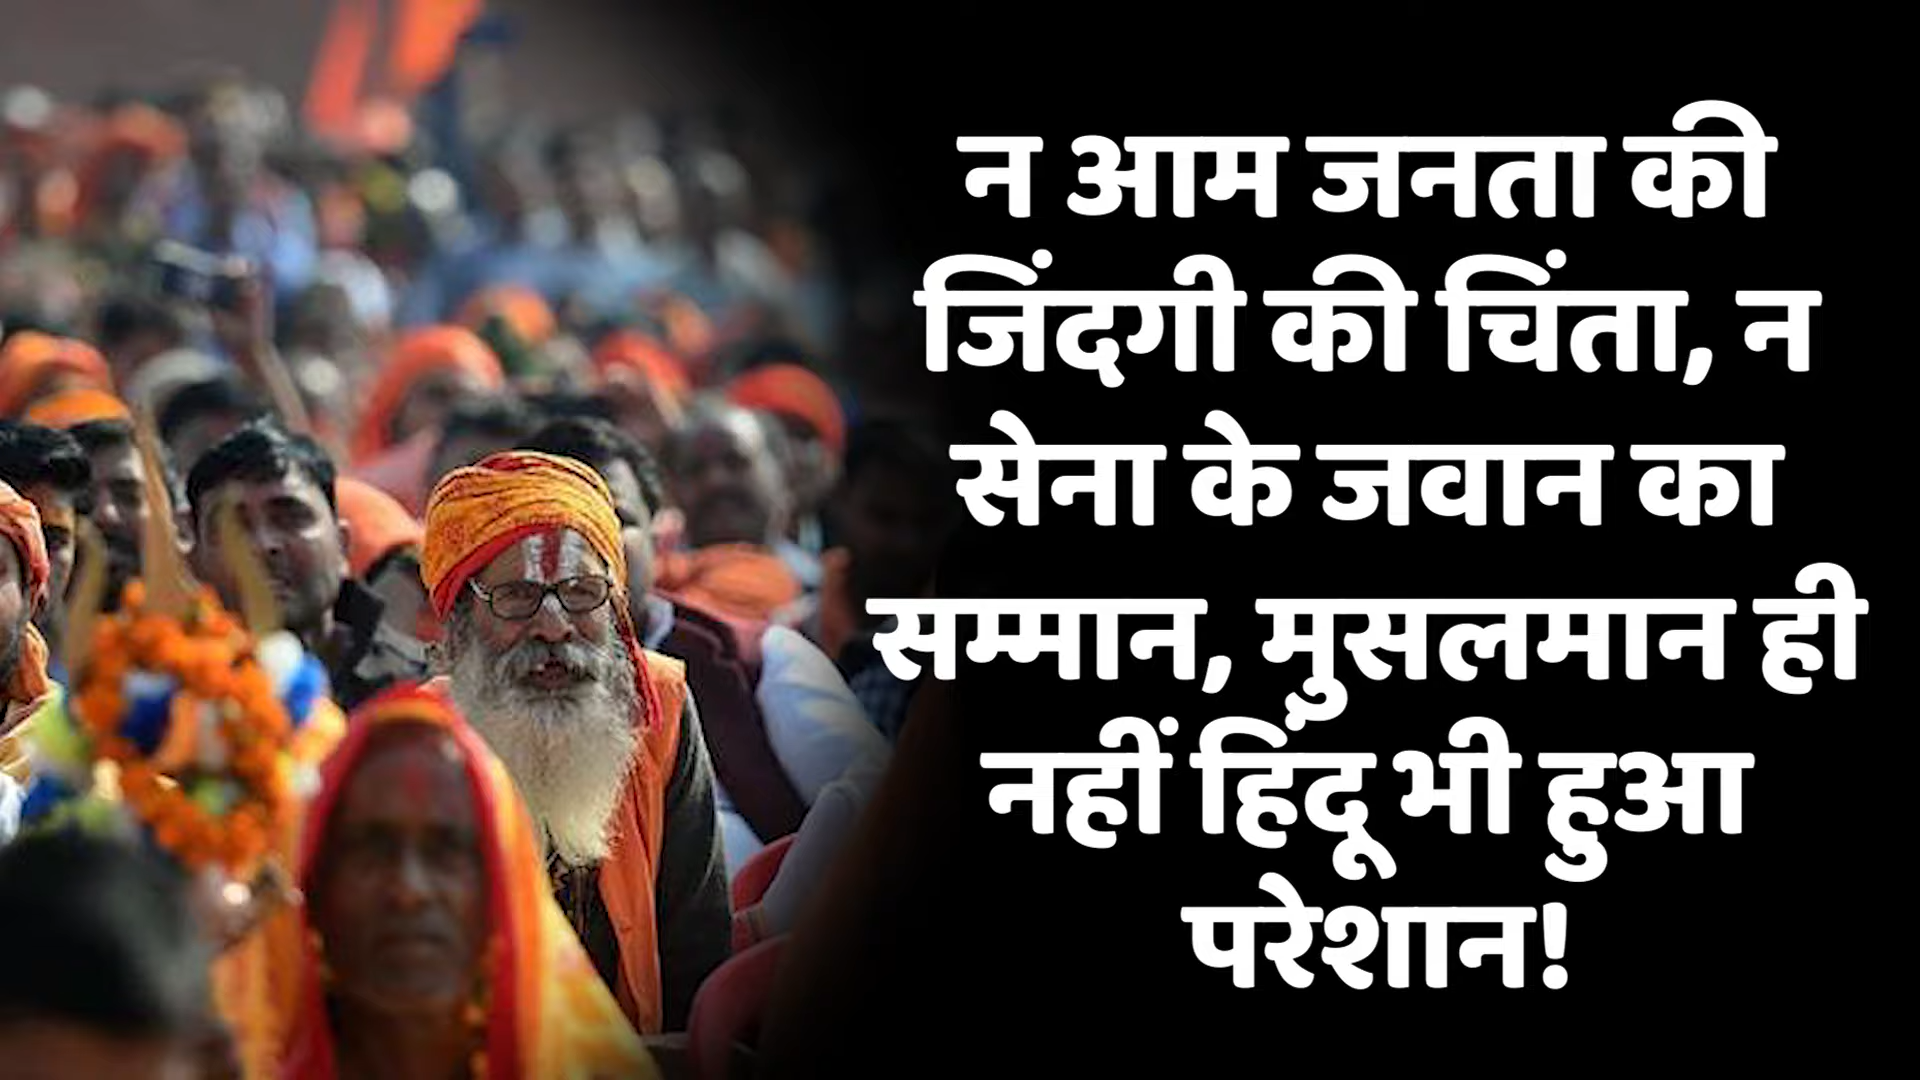 न आम जनता की
जिंदगी की चिंता, न
सेना के जवान का
सम्मान, मुसलमान ही
नहीं हिंदू भी हुआ
परेशान!